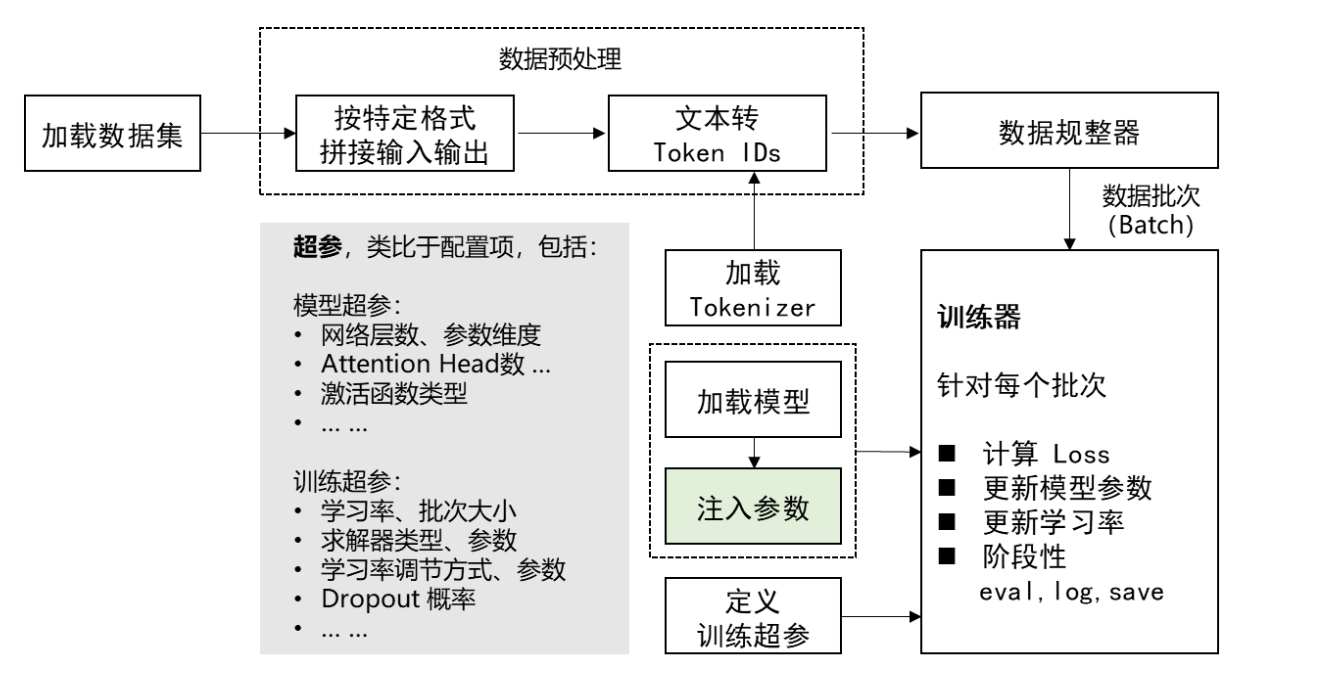 数据预处理
加载数据集
按特定格式
拼接输入输出
文本转
Token IDs
数据规整器
数据批次
（Batch）
超参，类比于配置项，包括：
模型超参：
• 网络层数、参数维度
• Attention Head数 ...
• 激活函数类型
• ... ...
训练超参：
• 学习率、批次大小
• 求解器类型、参数
• 学习率调节方式、参数
• Dropout 概率
• ... ...
加载
Tokenizer
加载模型
注入参数
定义
训练超参
训练器
针对每个批次
■ 计算 Loss
■ 更新模型参数
■ 更新学习率
■ 阶段性
eval,log,save